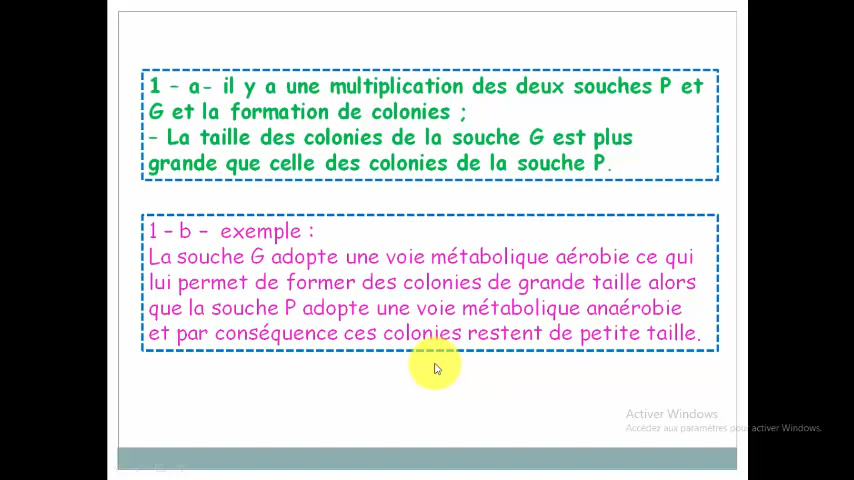 1 – a- il y a une multiplication des deux souches P et
G et la formation de colonies ;
– La taille des colonies de la souche G est plus
grande que celle des colonies de la souche P.
1 – b – exemple :
La souche G adopte une voie métabolique aérobie ce qui
lui permet de former des colonies de grande taille alors
que la souche P adopte une voie métabolique anaérobie
et par conséquence ces colonies restent de petite taille.
Activer Windows
Accédez aux paramètres pour activer Windows.